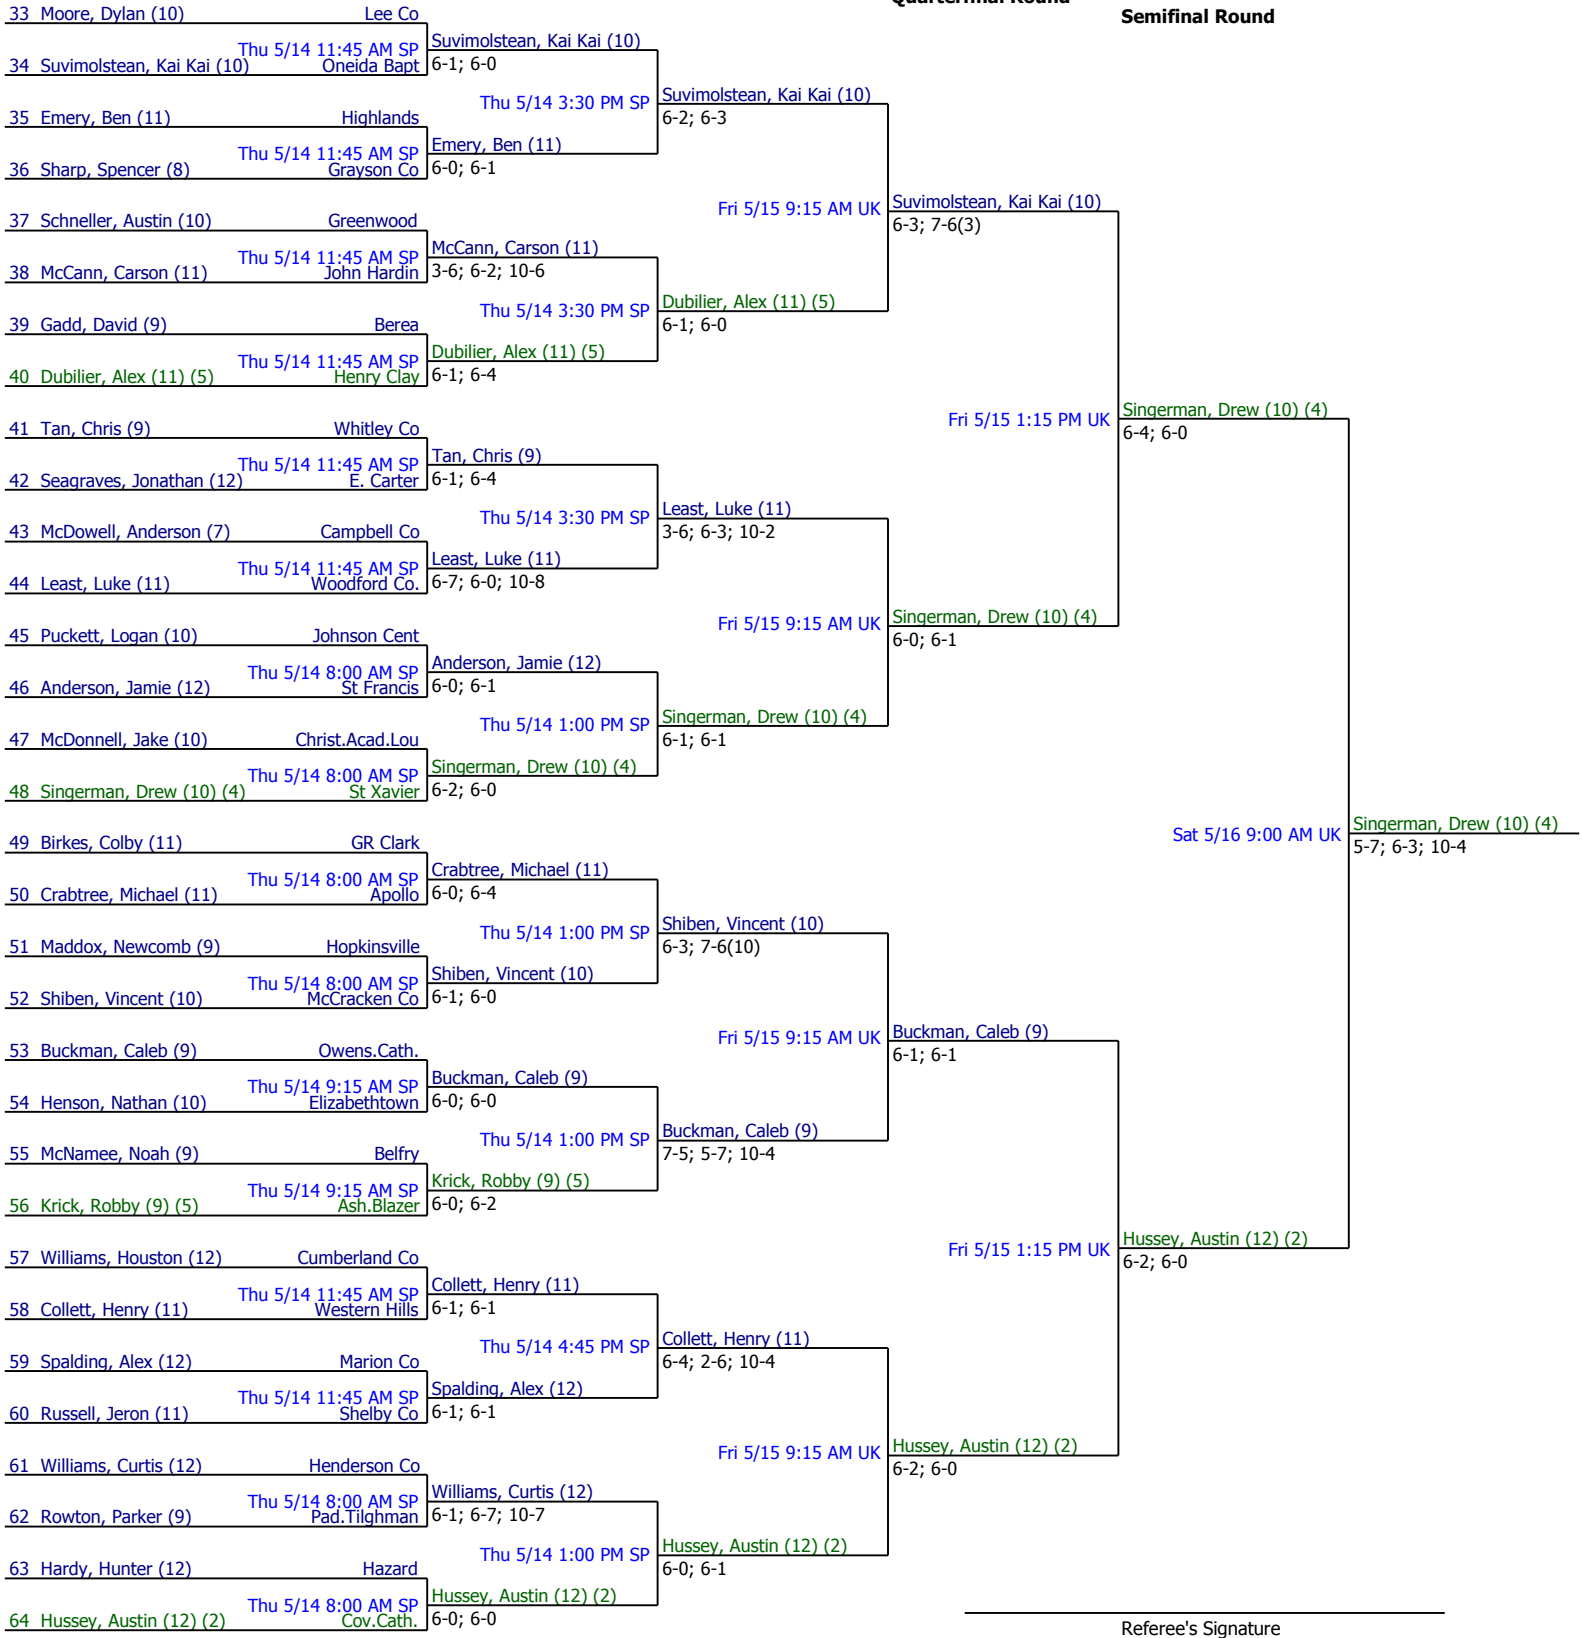 Quarterfinal Round
Semifinal Round
33 Moore, Dylan (10) Lee Co
Thu 5/14 11:45 AM SP
34 Suvimolstean, Kai Kai (10) Oneida Bapt
Suvimolstean, Kai Kai (10)
6-1; 6-0
Thu 5/14 3:30 PM SP
Suvimolstean, Kai Kai (10)
6-2; 6-3
35 Emery, Ben (11) Highlands
Thu 5/14 11:45 AM SP
36 Sharp, Spencer (8) Grayson Co
Emery, Ben (11)
6-0; 6-1
Fri 5/15 9:15 AM UK
Suvimolstean, Kai Kai (10)
6-3; 7-6(3)
37 Schneller, Austin (10) Greenwood
Thu 5/14 11:45 AM SP
38 McCann, Carson (11) John Hardin
McCann, Carson (11)
3-6; 6-2; 10-6
Thu 5/14 3:30 PM SP
Dubilier, Alex (11) (5)
6-1; 6-0
39 Gadd, David (9) Berea
Thu 5/14 11:45 AM SP
40 Dubilier, Alex (11) (5) Henry Clay
Dubilier, Alex (11) (5)
6-1; 6-4
Fri 5/15 1:15 PM UK
Singerman, Drew (10) (4)
6-4; 6-0
41 Tan, Chris (9) Whitley Co
Thu 5/14 11:45 AM SP
42 Seagraves, Jonathan (12) E. Carter
Tan, Chris (9)
6-1; 6-4
Thu 5/14 3:30 PM SP
Least, Luke (11)
3-6; 6-3; 10-2
43 McDowell, Anderson (7) Campbell Co
Thu 5/14 11:45 AM SP
44 Least, Luke (11) Woodford Co.
Least, Luke (11)
6-7; 6-0; 10-8
Fri 5/15 9:15 AM UK
Singerman, Drew (10) (4)
6-0; 6-1
45 Puckett, Logan (10) Johnson Cent
Thu 5/14 8:00 AM SP
46 Anderson, Jamie (12) St Francis
Anderson, Jamie (12)
6-0; 6-1
Thu 5/14 1:00 PM SP
Singerman, Drew (10) (4)
6-1; 6-1
47 McDonnell, Jake (10) Christ.Acad.Lou
Thu 5/14 8:00 AM SP
48 Singerman, Drew (10) (4) St Xavier
Singerman, Drew (10) (4)
6-2; 6-0
Sat 5/16 9:00 AM UK
Singerman, Drew (10) (4)
5-7; 6-3; 10-4
49 Birkes, Colby (11) GR Clark
Thu 5/14 8:00 AM SP
50 Crabtree, Michael (11) Apollo
Crabtree, Michael (11)
6-0; 6-4
Thu 5/14 1:00 PM SP
Shiben, Vincent (10)
6-3; 7-6(10)
51 Maddox, Newcomb (9) Hopkinsville
Thu 5/14 8:00 AM SP
52 Shiben, Vincent (10) McCracken Co
Shiben, Vincent (10)
6-1; 6-0
Fri 5/15 9:15 AM UK
Buckman, Caleb (9)
6-1; 6-1
53 Buckman, Caleb (9) Owens.Cath.
Thu 5/14 9:15 AM SP
54 Henson, Nathan (10) Elizabethtown
Buckman, Caleb (9)
6-0; 6-0
Thu 5/14 1:00 PM SP
Buckman, Caleb (9)
7-5; 5-7; 10-4
55 McNamee, Noah (9) Belfry
Thu 5/14 9:15 AM SP
56 Krick, Robby (9) (5) Ash.Blazer
Krick, Robby (9) (5)
6-0; 6-2
Fri 5/15 1:15 PM UK
Hussey, Austin (12) (2)
6-2; 6-0
57 Williams, Houston (12) Cumberland Co
Thu 5/14 11:45 AM SP
58 Collett, Henry (11) Western Hills
Collett, Henry (11)
6-1; 6-1
Thu 5/14 4:45 PM SP
Collett, Henry (11)
6-4; 2-6; 10-4
59 Spalding, Alex (12) Marion Co
Thu 5/14 11:45 AM SP
60 Russell, Jeron (11) Shelby Co
Spalding, Alex (12)
6-1; 6-1
Fri 5/15 9:15 AM UK
Hussey, Austin (12) (2)
6-2; 6-0
61 Williams, Curtis (12) Henderson Co
Thu 5/14 8:00 AM SP
62 Rowton, Parker (9) Pad.Tilghman
Williams, Curtis (12)
6-1; 6-7; 10-7
Thu 5/14 1:00 PM SP
Hussey, Austin (12) (2)
6-0; 6-1
63 Hardy, Hunter (12) Hazard
Thu 5/14 8:00 AM SP
64 Hussey, Austin (12) (2) Cov.Cath.
Hussey, Austin (12) (2)
6-0; 6-0
Referee's Signature